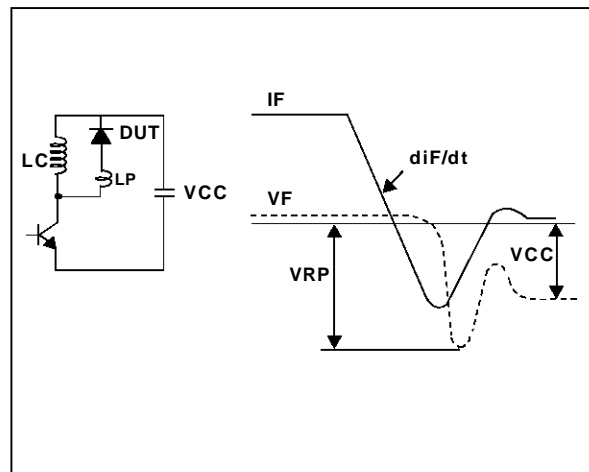 IF
DUT
LC
diF/dt
LP
VCC
VF
VCC
VRP